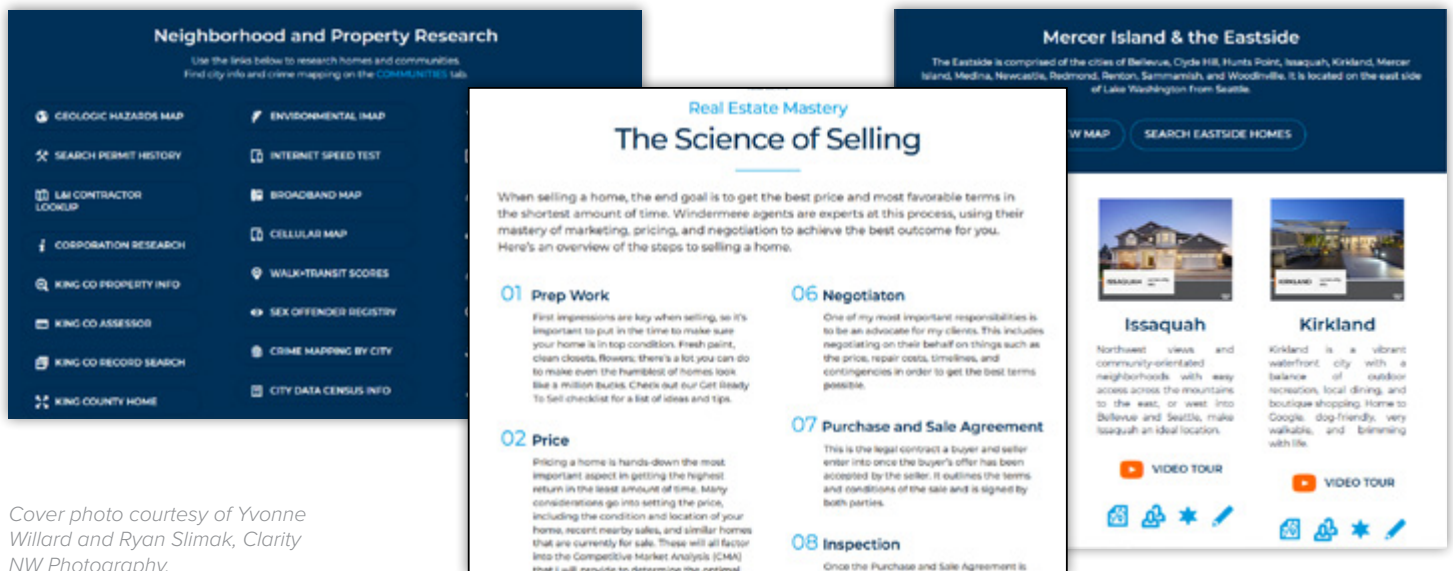 Neighborhood and Property Research
Use the links below to research homes and communities.
Find city info and crime mapping on the COMMUNITIES tab.
GEOLOGIC HAZARDS MAP
SEARCH PERMIT HISTORY
L&I CONTRACTOR
LOOKUP
CORPORATION RESEARCH
KING CO PROPERTY INFO
KING CO ASSESSOR
KING CO RECORD SEARCH
KING COUNTY HOME
ENVIRONMENTAL IMAP
INTERNET SPEED TEST
BROADBAND MAP
CELLULAR MAP
WALK+TRANSIT SCORES
SEX OFFENDER REGISTRY
CRIME MAPPING BY CITY
CITY DATA CENSUS INFO
Cover photo courtesy of Yvonne
Willard and Ryan Slimak, Clarity
NW Photography.
Real Estate Mastery
The Science of Selling
When selling a home, the end goal is to get the best price and most favorable terms in
the shortest amount of time. Windermere agents are experts at this process, using their
mastery of marketing, pricing, and negotiation to achieve the best outcome for you.
Here's an overview of the steps to selling a home.
01 Prep Work
First impressions are key when selling, so it's
important to put in the time to make sure
your home is in top condition. Fresh paint,
clean closets, flowers; there's a lot you can do
to make even the humblest of homes look
like a million bucks. Check out our Get Ready
To Sell checklist for a list of ideas and tips.
02 Price
Pricing a home is hands-down the most
important aspect in getting the highest
return in the least amount of time. Many
considerations go into setting the price,
including the condition and location of your
home, recent nearby sales, and similar homes
that are currently for sale. These will all factor
into the Competitive Market Analysis (CMA)
that I will provide to determine the optimal
06 Negotiaton
One of my most important responsibilities is
to be an advocate for my clients. This includes
negotiating on their behalf on things such as
the price, repair costs, timelines, and
contingencies in order to get the best terms
possible.
07 Purchase and Sale Agreement
This is the legal contract a buyer and seller
enter into once the buyer's offer has been
accepted by the seller. It outlines the terms
and conditions of the sale and is signed by
both parties.
08 Inspection
Once the Purchase and Sale Agreement is
Mercer Island & the Eastside
The Eastside is comprised of the cities of Bellevue, Clyde Hill, Hunts Point, Issaquah, Kirkland, Mercer
Island, Medina, Newcastle, Redmond, Renton, Sammamish, and Woodinville. It is located on the east side
of Lake Washington from Seattle.
W MAP
SEARCH EASTSIDE HOMES
ISSAQUAH
KIRKLAND
Issaquah
Northwest views and
community-orientated
neighborhoods with easy
access across the mountains
to the east, or west into
Bellevue and Seattle, make
Issaquah an ideal location.
VIDEO TOUR
Kirkland
Kirkland is a vibrant
waterfront city with a
balance of outdoor
recreation, local dining, and
boutique shopping. Home to
Google, dog-friendly, very
walkable, and brimming
with life.
VIDEO TOUR